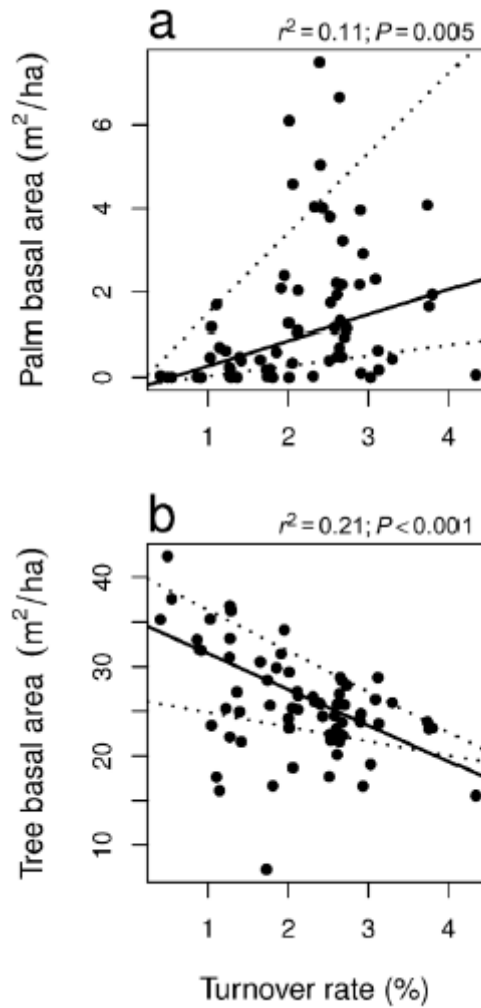 a
r² = 0.11; P = 0.005
Palm basal area (m²/ha)
6
4
2
0
1 2 3 4
b
r² = 0.21; P < 0.001
Tree basal area (m²/ha)
40
30
20
10
1 2 3 4
Turnover rate (%)